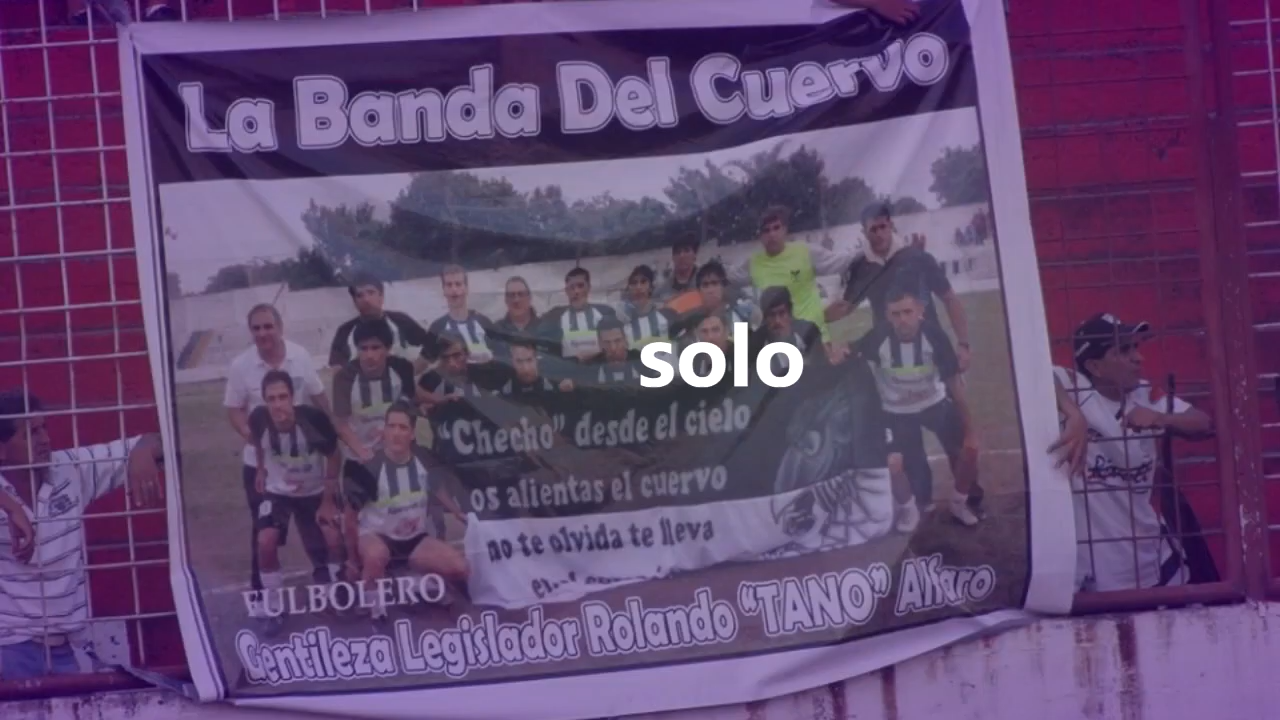 La Banda Del Cuervo
solo
"Checho" desde el cielo
os alientas el cuervo
no te olvida te lleva
FULBOLERO
Gentileza Legislador Rolando "TANO" Alfaro